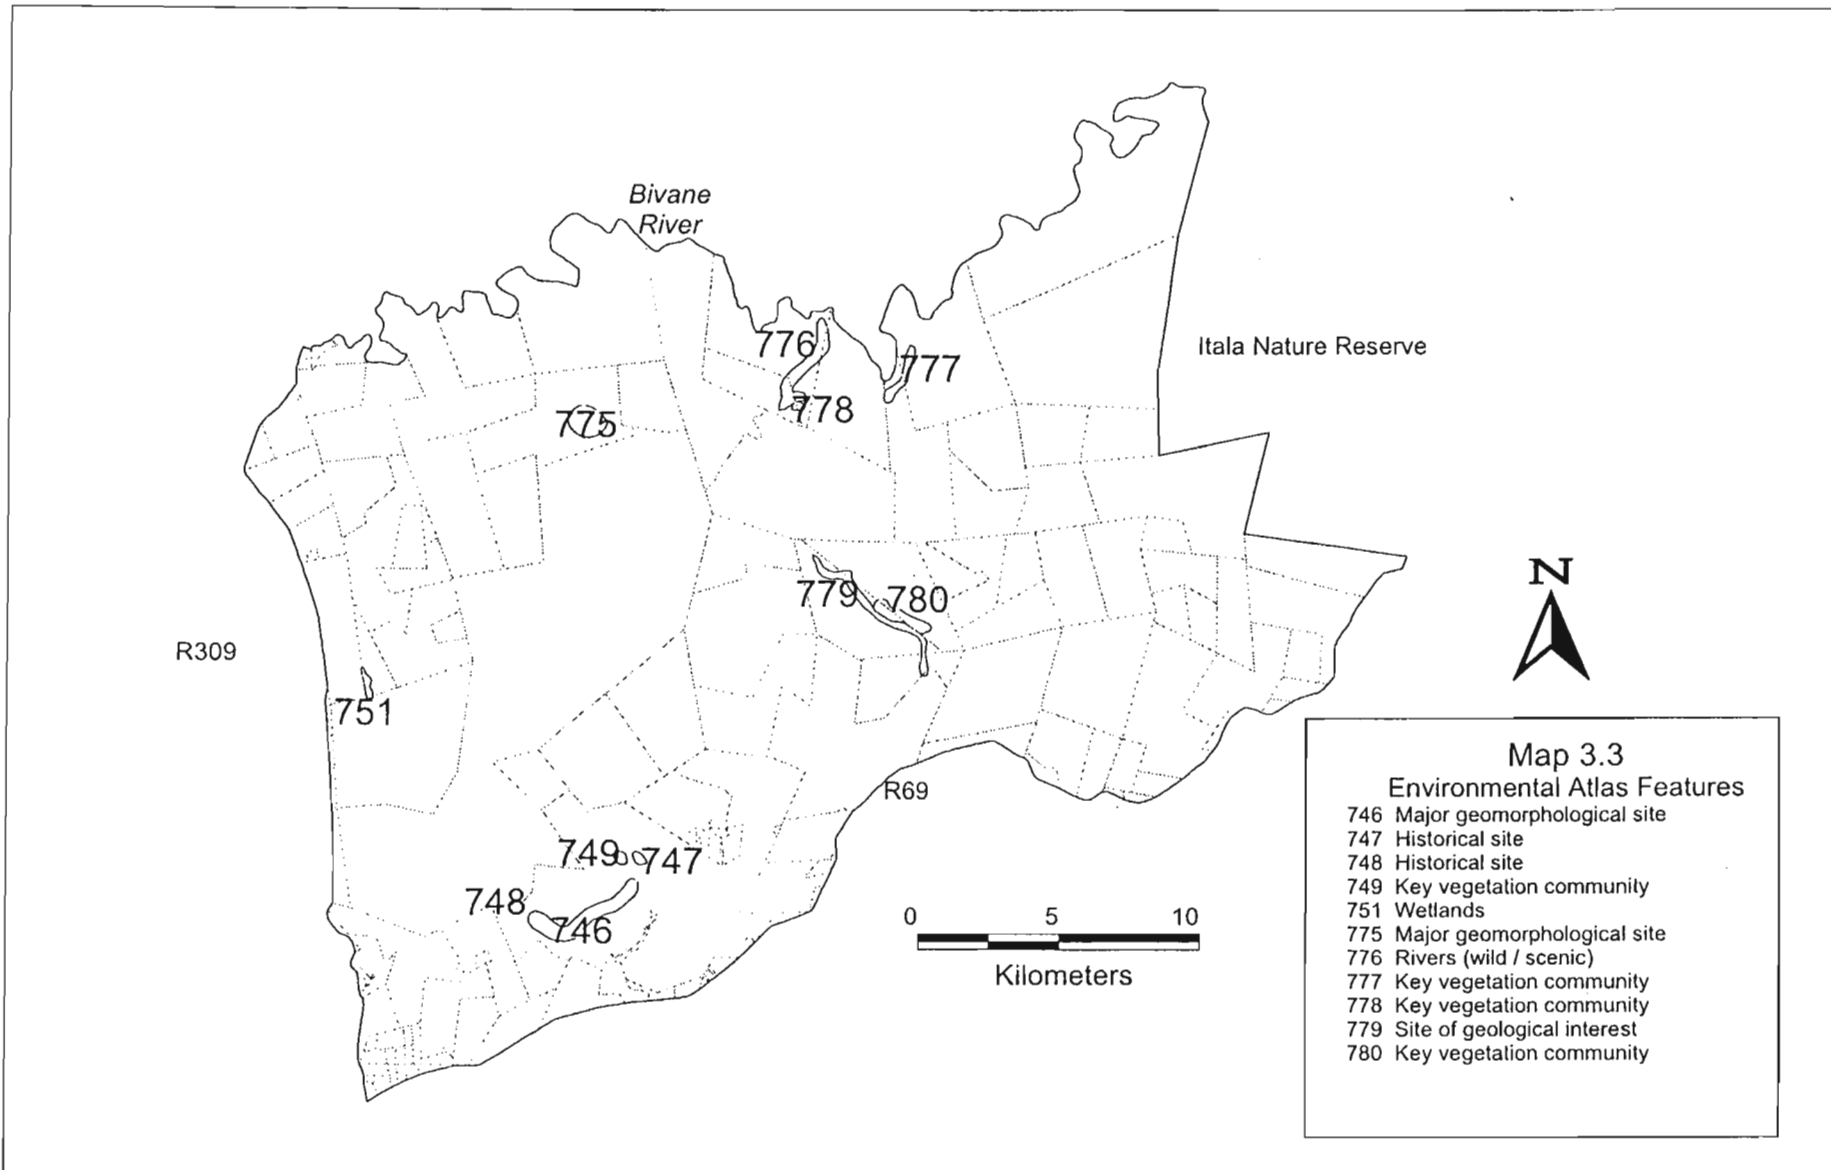 Bivane
River
776
777
Itala Nature Reserve
778
775
N
779
780
R309
751
Map 3.3
Environmental Atlas Features
R69
746 Major geomorphological site
747 Historical site
749
747
748 Historical site
749 Key vegetation community
748
746
0 5 10
751 Wetlands
775 Major geomorphological site
776 Rivers (wild / scenic)
Kilometers
777 Key vegetation community
778 Key vegetation community
779 Site of geological interest
780 Key vegetation community